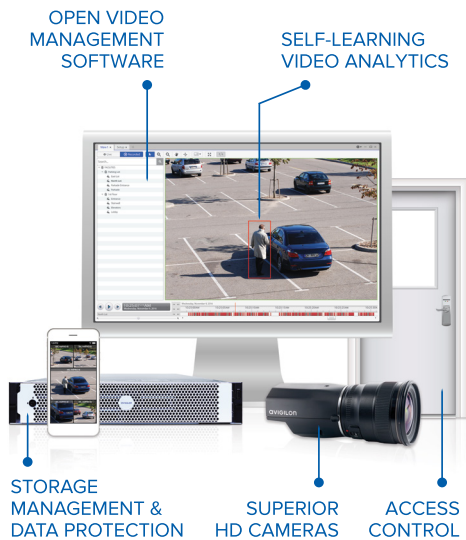 OPEN VIDEO
MANAGEMENT
SOFTWARE
SELF-LEARNING
VIDEO ANALYTICS
avigilon
STORAGE
MANAGEMENT &
DATA PROTECTION
SUPERIOR
HD CAMERAS
ACCESS
CONTROL